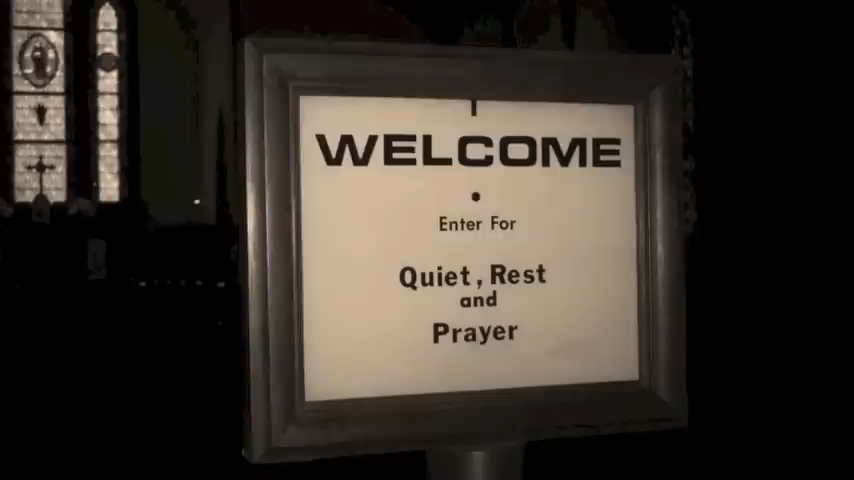 WELCOME
Enter For
Quiet, Rest
and
Prayer